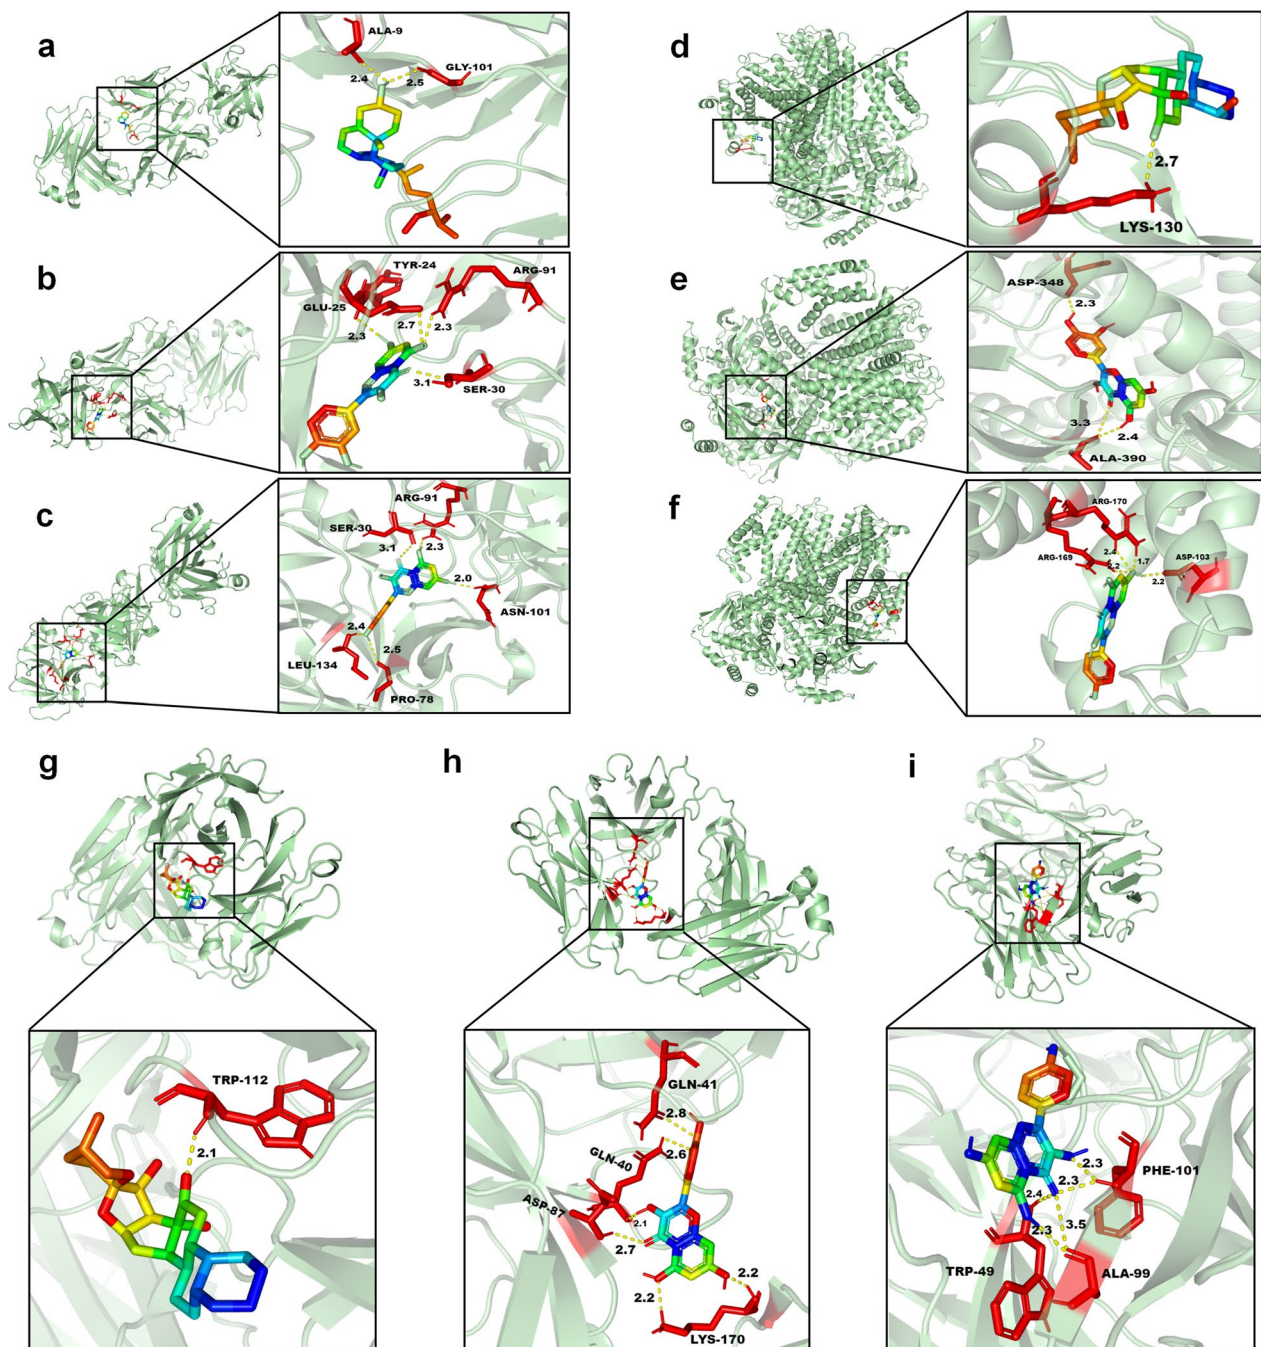 a
ALA-9
GLY-101
2.4
2.5
b
TYR-24
ARG-91
GLU-25
2.7
2.3
2.3
3.1
SER-30
c
ARG-91
SER-30
3.1
2.3
2.0
ASN-101
2.4
2.5
LEU-134
PRO-78
d
2.7
LYS-130
e
ASP-348
2.3
3.3
2.4
ALA-390
f
ARG-170
ARG-169
2.4
1.7
ASP-103
2.2
2.2
g
TRP-112
2.1
h
GLN-41
2.8
GLN-40
2.6
ASP-87
2.1
2.7
2.2
2.2
LYS-170
i
2.3
PHE-101
2.3
2.4
3.5
2.3
TRP-49
ALA-99